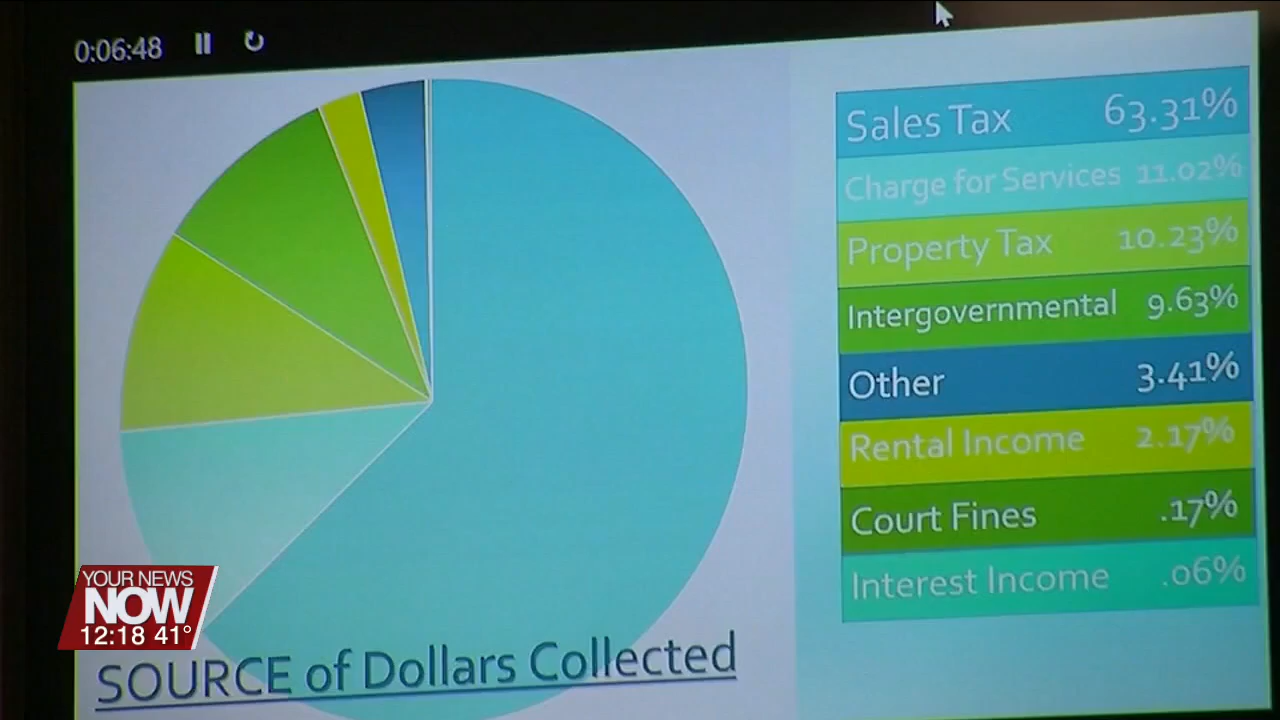 0:06:48
Sales Tax 63.31%
Charge for Services 11.02%
Property Tax 10.23%
Intergovernmental 9.63%
Other 3.41%
Rental Income 2.17%
Court Fines .17%
Interest Income .06%
SOURCE of Dollars Collected
YOUR NEWS
NOW
12:18 41°